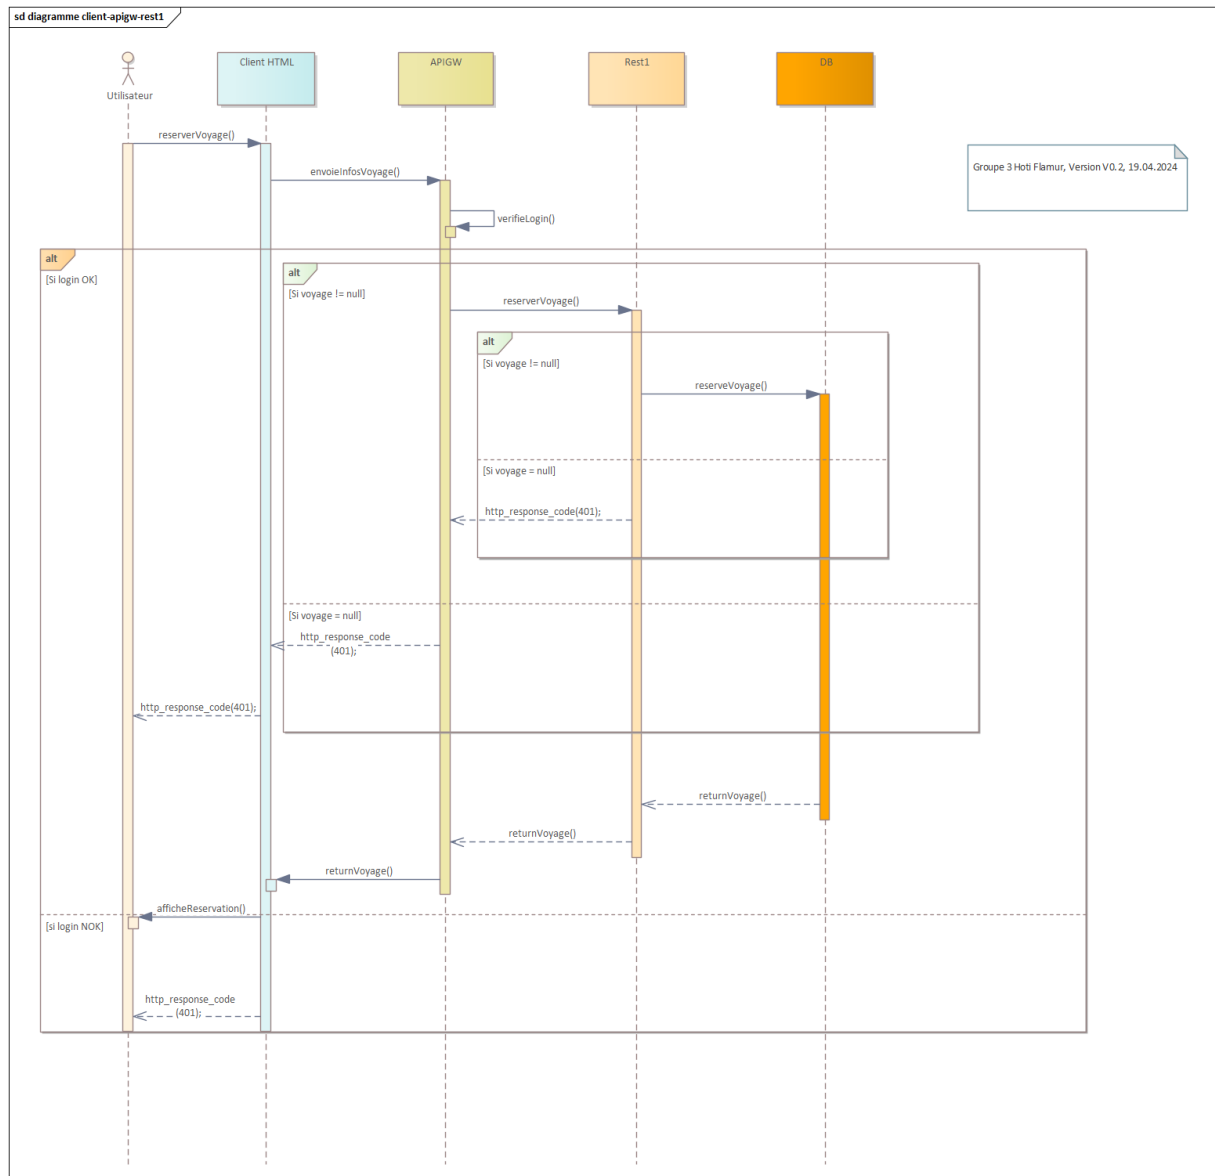 sd diagramme client-apigw-rest1
Utilisateur
Client HTML
APIGW
Rest1
DB
reserverVoyage()
Groupe 3 Hoti Flamur, Version V0.2, 19.04.2024
envoieInfosVoyage()
verifieLogin()
alt
[Si login OK]
alt
[Si voyage != null]
reserverVoyage()
alt
[Si voyage != null]
reserveVoyage()
[Si voyage = null]
http_response_code(401);
[Si voyage = null]
http_response_code
(401);
http_response_code(401);
returnVoyage()
returnVoyage()
returnVoyage()
afficheReservation()
[si login NOK]
http_response_code
(401);